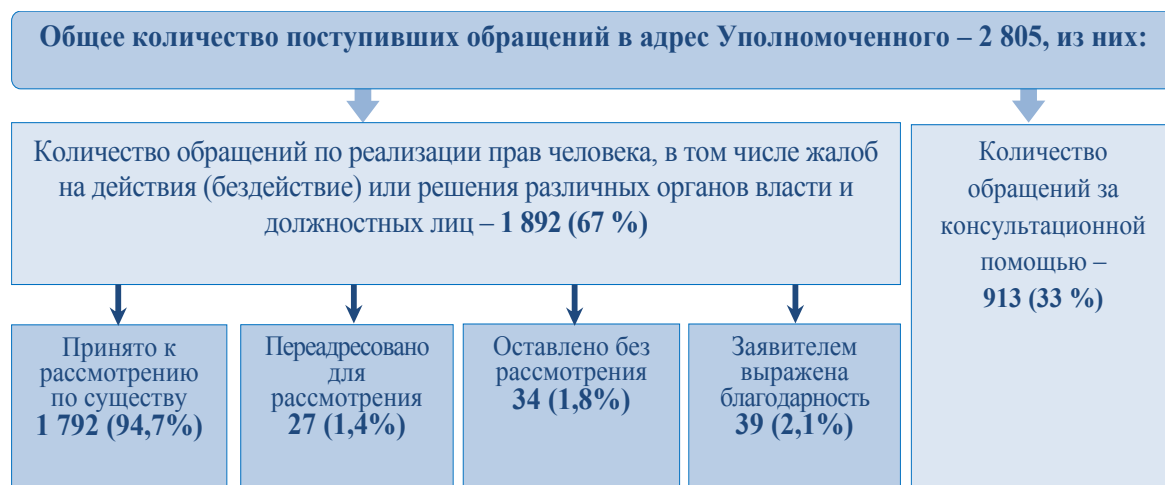 Общее количество поступивших обращений в адрес Уполномоченного – 2 805, из них:
Количество обращений по реализации прав человека, в том числе жалоб
на действия (бездействие) или решения различных органов власти и
должностных лиц – 1 892 (67 %)
Количество
обращений за
консультационной
помощью –
913 (33 %)
Принято к
рассмотрению
по существу
1 792 (94,7%)
Переадресовано
для
рассмотрения
27 (1,4%)
Оставлено без
рассмотрения
34 (1,8%)
Заявителем
выражена
благодарность
39 (2,1%)